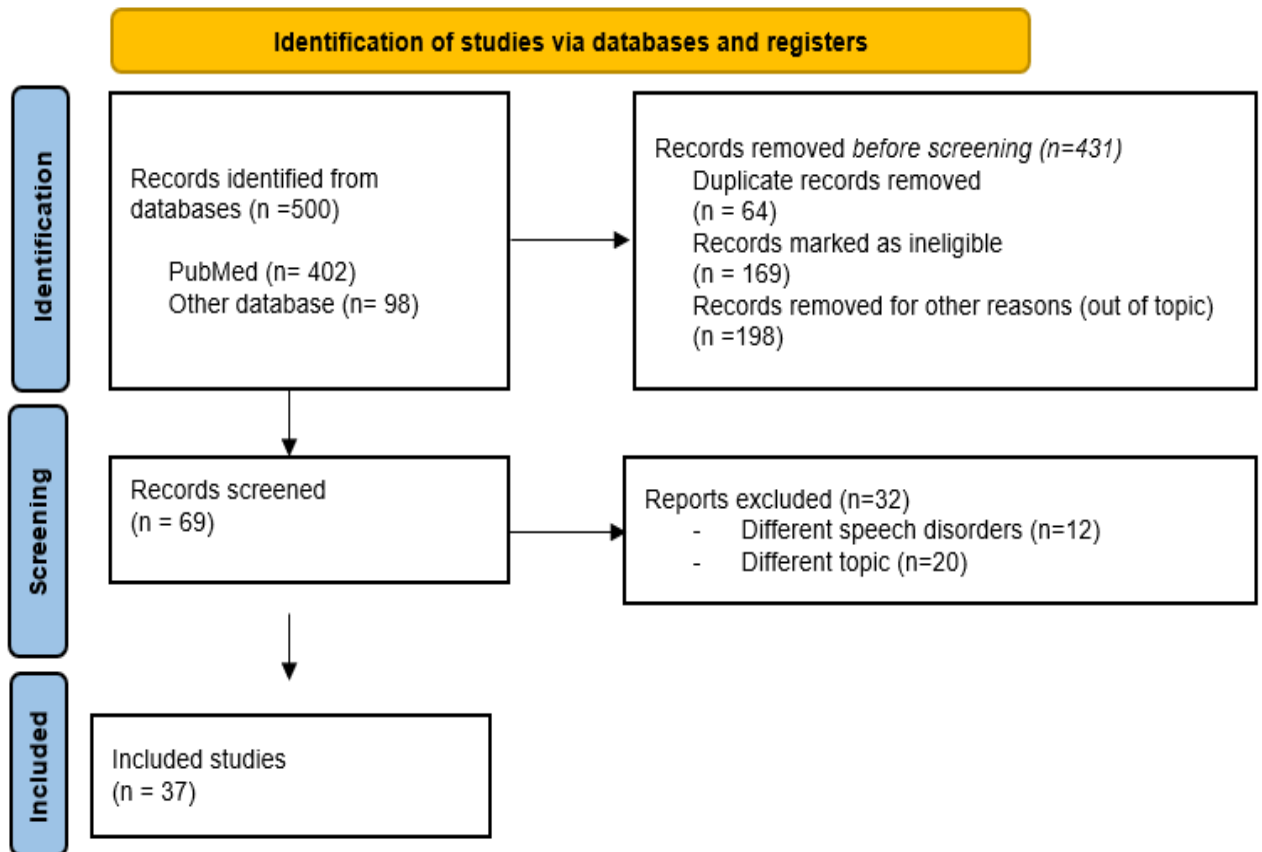 Identification of studies via databases and registers
Identification
Records identified from
databases (n =500)
PubMed (n= 402)
Other database (n= 98)
Records removed before screening (n=431)
Duplicate records removed
(n = 64)
Records marked as ineligible
(n = 169)
Records removed for other reasons (out of topic)
(n =198)
Screening
Records screened
(n = 69)
Reports excluded (n=32)
- Different speech disorders (n=12)
- Different topic (n=20)
Included
Included studies
(n = 37)